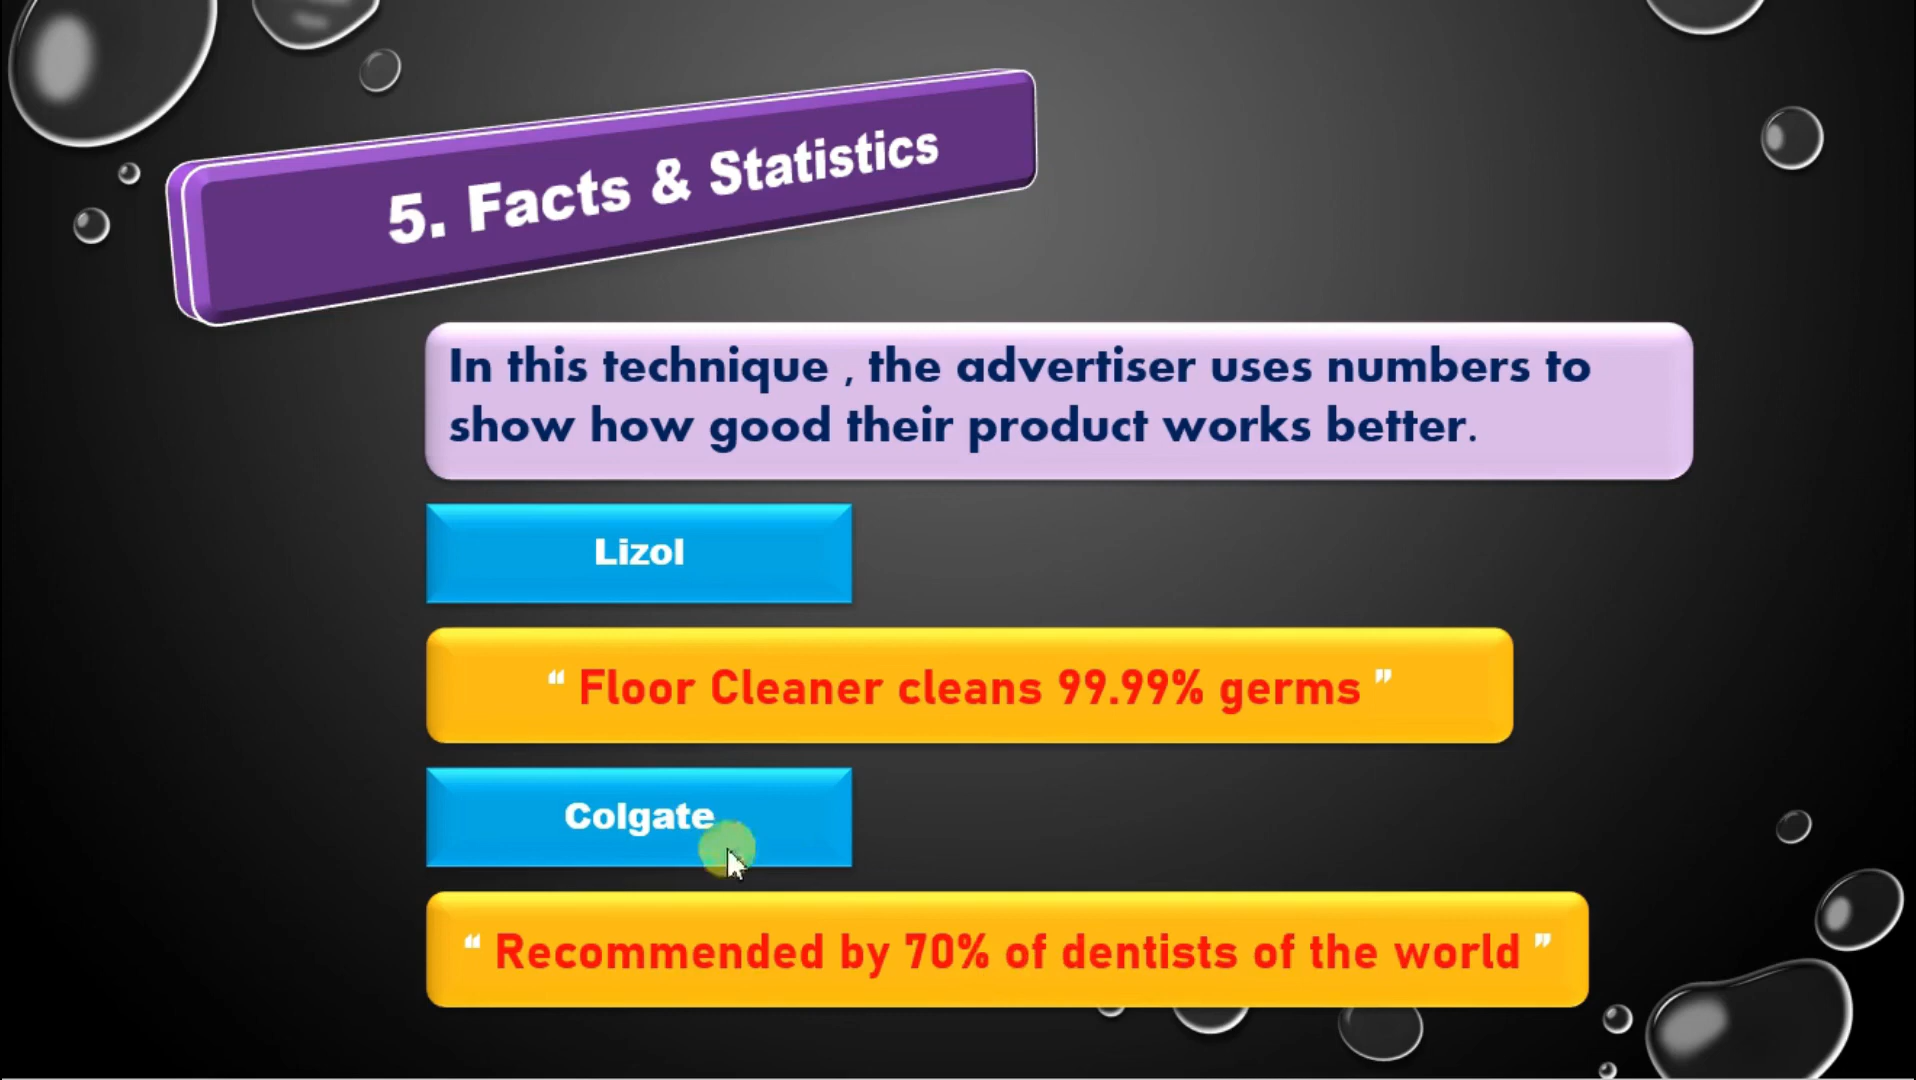 5. Facts & Statistics
In this technique , the advertiser uses numbers to
show how good their product works better.
Lizol
“ Floor Cleaner cleans 99.99% germs ”
Colgate
“ Recommended by 70% of dentists of the world ”